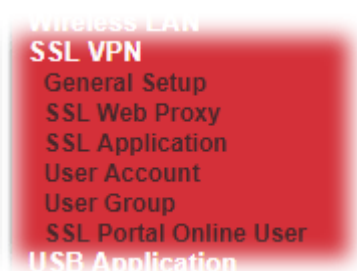 Wireless LAN
SSL VPN
General Setup
SSL Web Proxy
SSL Application
User Account
User Group
SSL Portal Online User
USB Application